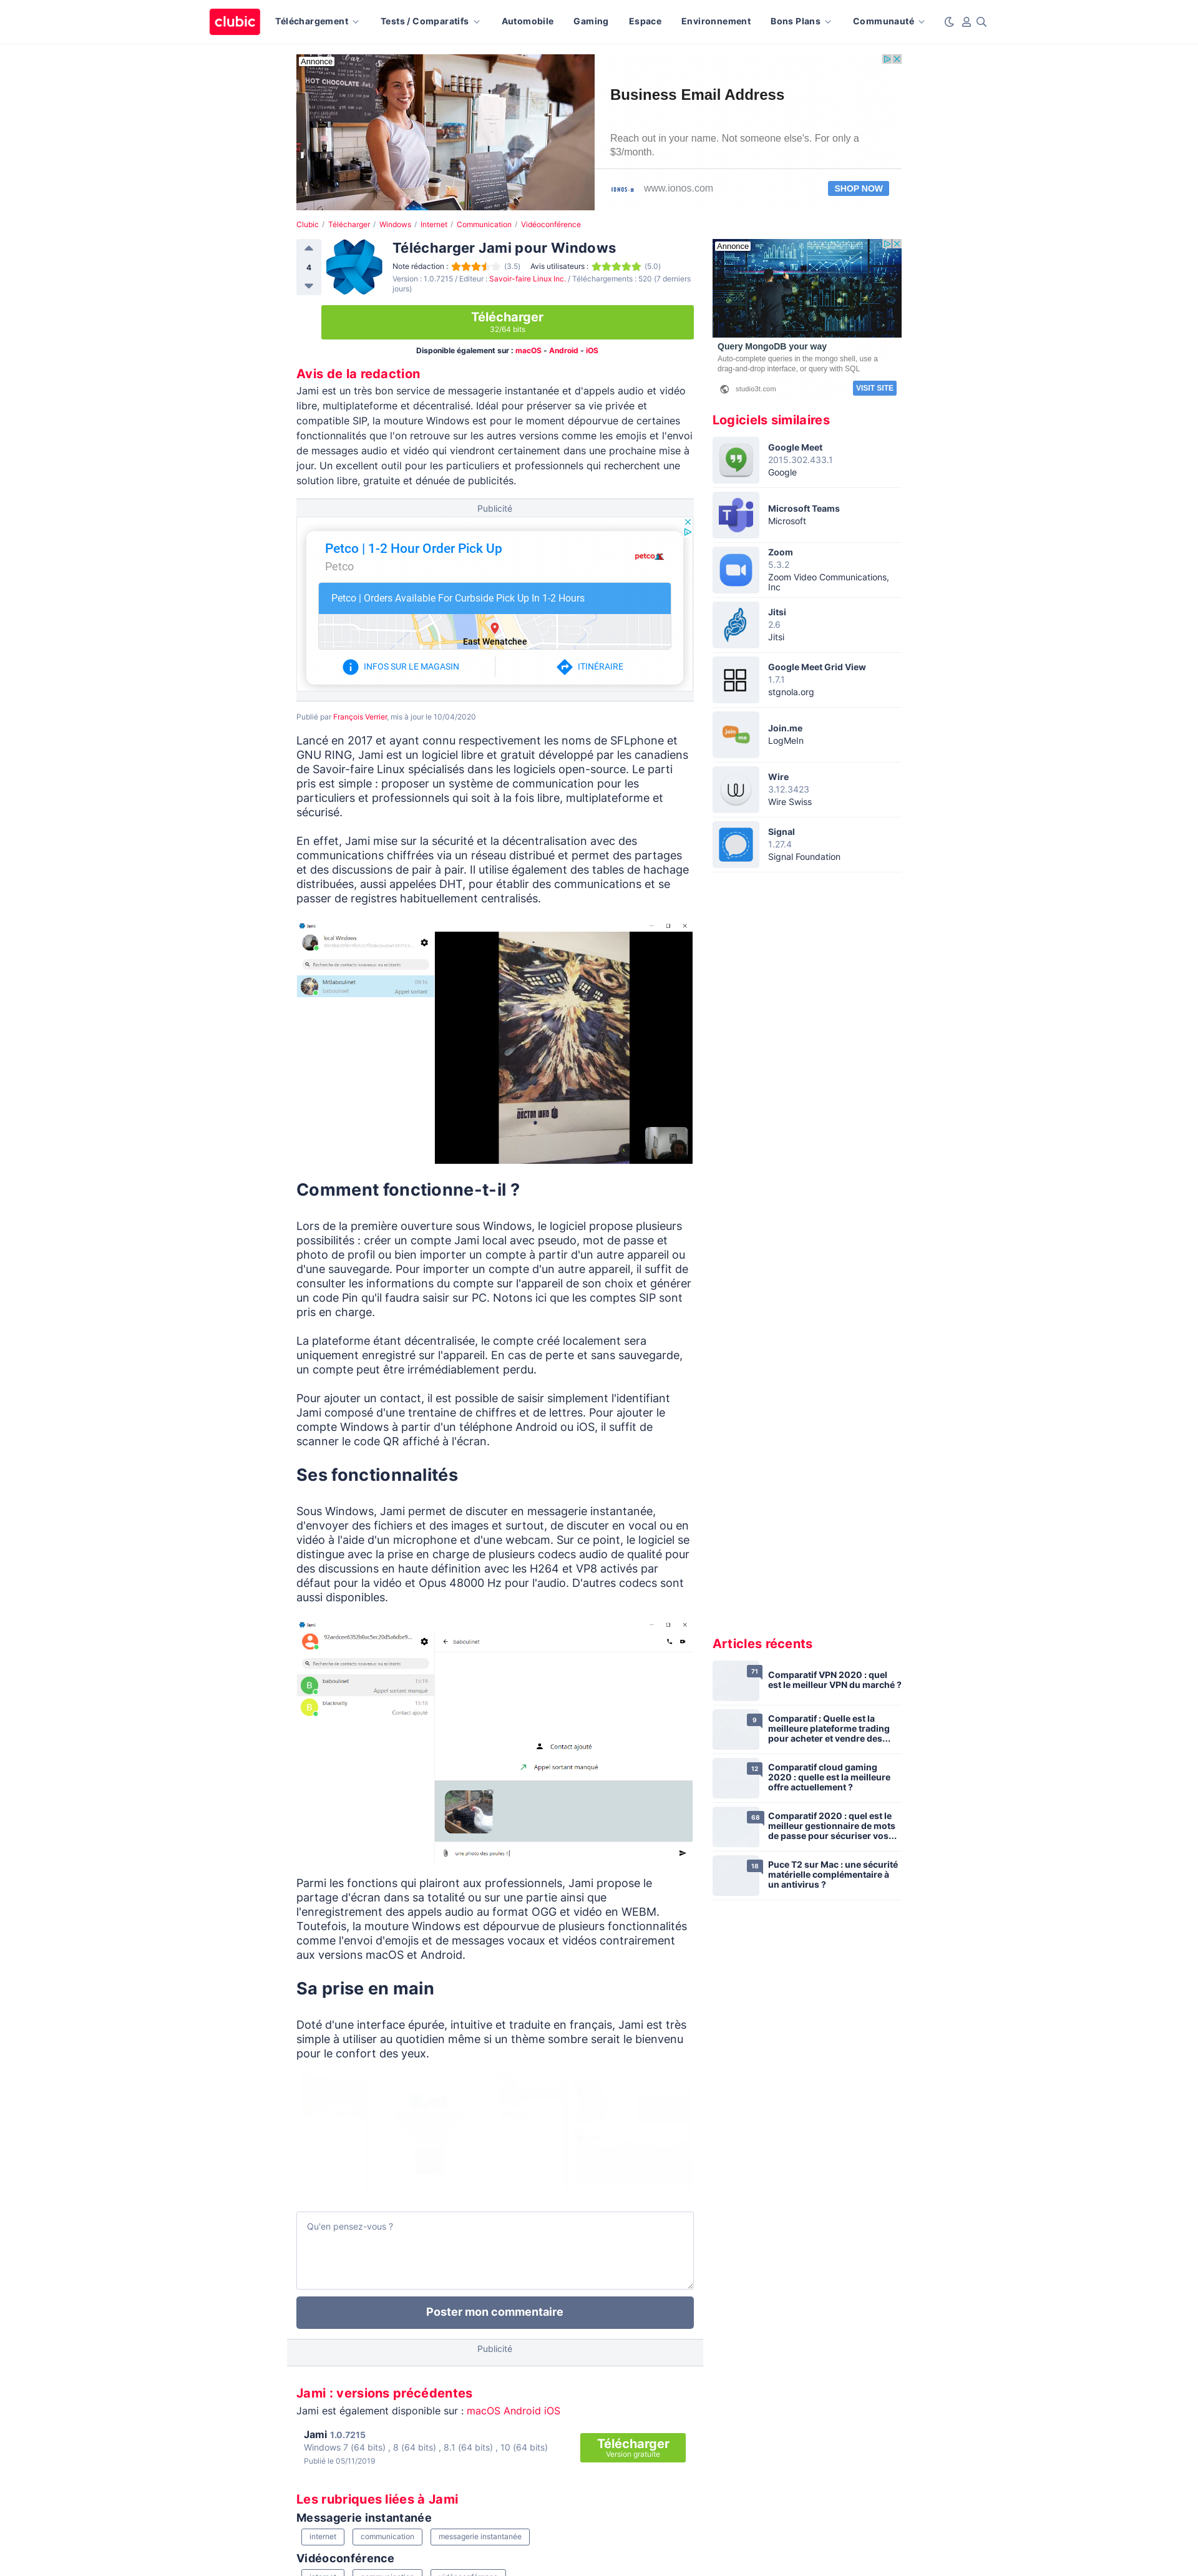 clubic
Téléchargement
Tests / Comparatifs
Automobile
Gaming
Espace
Environnement
Bons Plans
Communauté
Annonce
HOT CHOCOLATE
Business Email Address
Reach out in your name. Not someone else's. For only a
$3/month.
IONOS
www.ionos.com
SHOP NOW
Clubic / Télécharger / Windows / Internet / Communication / Vidéoconférence
4
Télécharger Jami pour Windows
Note rédaction : (3.5) Avis utilisateurs : (5.0)
Version : 1.0.7215 / Editeur : Savoir-faire Linux Inc. / Téléchargements : 520 (7 derniers
jours)
Télécharger
32/64 bits
Disponible également sur : macOS - Android - iOS
Avis de la redaction
Jami est un très bon service de messagerie instantanée et d'appels audio et vidéo
libre, multiplateforme et décentralisé. Idéal pour préserver sa vie privée et
compatible SIP, la mouture Windows est pour le moment dépourvue de certaines
fonctionnalités que l'on retrouve sur les autres versions comme les emojis et l'envoi
de messages audio et vidéo qui viendront certainement dans une prochaine mise à
jour. Un excellent outil pour les particuliers et professionnels qui recherchent une
solution libre, gratuite et dénuée de publicités.
Publicité
Petco | 1-2 Hour Order Pick Up
Petco
petco
Petco | Orders Available For Curbside Pick Up In 1-2 Hours
East Wenatchee
INFOS SUR LE MAGASIN
ITINÉRAIRE
Publié par François Verrier, mis à jour le 10/04/2020
Lancé en 2017 et ayant connu respectivement les noms de SFLphone et
GNU RING, Jami est un logiciel libre et gratuit développé par les canadiens
de Savoir-faire Linux spécialisés dans les logiciels open-source. Le parti
pris est simple : proposer un système de communication pour les
particuliers et professionnels qui soit à la fois libre, multiplateforme et
sécurisé.
En effet, Jami mise sur la sécurité et la décentralisation avec des
communications chiffrées via un réseau distribué et permet des partages
et des discussions de pair à pair. Il utilise également des tables de hachage
distribuées, aussi appelées DHT, pour établir des communications et se
passer de registres habituellement centralisés.
Jami
local Windows
Recherche de contacts nouveaux ou existants
Mrtlaboulinet
09:16
baboulinet
Appel sortant
DOCTOR WHO
Comment fonctionne-t-il ?
Lors de la première ouverture sous Windows, le logiciel propose plusieurs
possibilités : créer un compte Jami local avec pseudo, mot de passe et
photo de profil ou bien importer un compte à partir d'un autre appareil ou
d'une sauvegarde. Pour importer un compte d'un autre appareil, il suffit de
consulter les informations du compte sur l'appareil de son choix et générer
un code Pin qu'il faudra saisir sur PC. Notons ici que les comptes SIP sont
pris en charge.
La plateforme étant décentralisée, le compte créé localement sera
uniquement enregistré sur l'appareil. En cas de perte et sans sauvegarde,
un compte peut être irrémédiablement perdu.
Pour ajouter un contact, il est possible de saisir simplement l'identifiant
Jami composé d'une trentaine de chiffres et de lettres. Pour ajouter le
compte Windows à partir d'un téléphone Android ou iOS, il suffit de
scanner le code QR affiché à l'écran.
Ses fonctionnalités
Sous Windows, Jami permet de discuter en messagerie instantanée,
d'envoyer des fichiers et des images et surtout, de discuter en vocal ou en
vidéo à l'aide d'un microphone et d'une webcam. Sur ce point, le logiciel se
distingue avec la prise en charge de plusieurs codecs audio de qualité pour
des discussions en haute définition avec les H264 et VP8 activés par
défaut pour la vidéo et Opus 48000 Hz pour l'audio. D'autres codecs sont
aussi disponibles.
Jami
Recherche de contacts nouveaux ou existants
B baboulinet 15:19
Appel sortant manqué
B blacknally 15:18
Contact ajouté
baboulinet
Contact ajouté
Appel sortant manqué
une photo des poules !
Parmi les fonctions qui plairont aux professionnels, Jami propose le
partage d'écran dans sa totalité ou sur une partie ainsi que
l'enregistrement des appels audio au format OGG et vidéo en WEBM.
Toutefois, la mouture Windows est dépourvue de plusieurs fonctionnalités
comme l'envoi d'emojis et de messages vocaux et vidéos contrairement
aux versions macOS et Android.
Sa prise en main
Doté d'une interface épurée, intuitive et traduite en français, Jami est très
simple à utiliser au quotidien même si un thème sombre serait le bienvenu
pour le confort des yeux.
Qu'en pensez-vous ?
Poster mon commentaire
Publicité
Jami : versions précédentes
Jami est également disponible sur : macOS Android iOS
Jami 1.0.7215
Windows 7 (64 bits) , 8 (64 bits) , 8.1 (64 bits) , 10 (64 bits)
Publié le 05/11/2019
Télécharger
Version gratuite
Les rubriques liées à Jami
Messagerie instantanée
internet
communication
messagerie instantanée
Vidéoconférence
Annonce
Query MongoDB your way
Auto-complete queries in the mongo shell, use a
drag-and-drop interface, or query with SQL
studio3t.com
VISIT SITE
Logiciels similaires
Google Meet
2015.302.433.1
Google
Microsoft Teams
Microsoft
Zoom
5.3.2
Zoom Video Communications,
Inc
Jitsi
2.6
Jitsi
Google Meet Grid View
1.7.1
stgnola.org
join me
Join.me
LogMeIn
Wire
3.12.3423
Wire Swiss
Signal
1.27.4
Signal Foundation
Articles récents
71
Comparatif VPN 2020 : quel
est le meilleur VPN du marché ?
9
Comparatif : Quelle est la
meilleure plateforme trading
pour acheter et vendre des...
12
Comparatif cloud gaming
2020 : quelle est la meilleure
offre actuellement ?
68
Comparatif 2020 : quel est le
meilleur gestionnaire de mots
de passe pour sécuriser vos...
18
Puce T2 sur Mac : une sécurité
matérielle complémentaire à
un antivirus ?